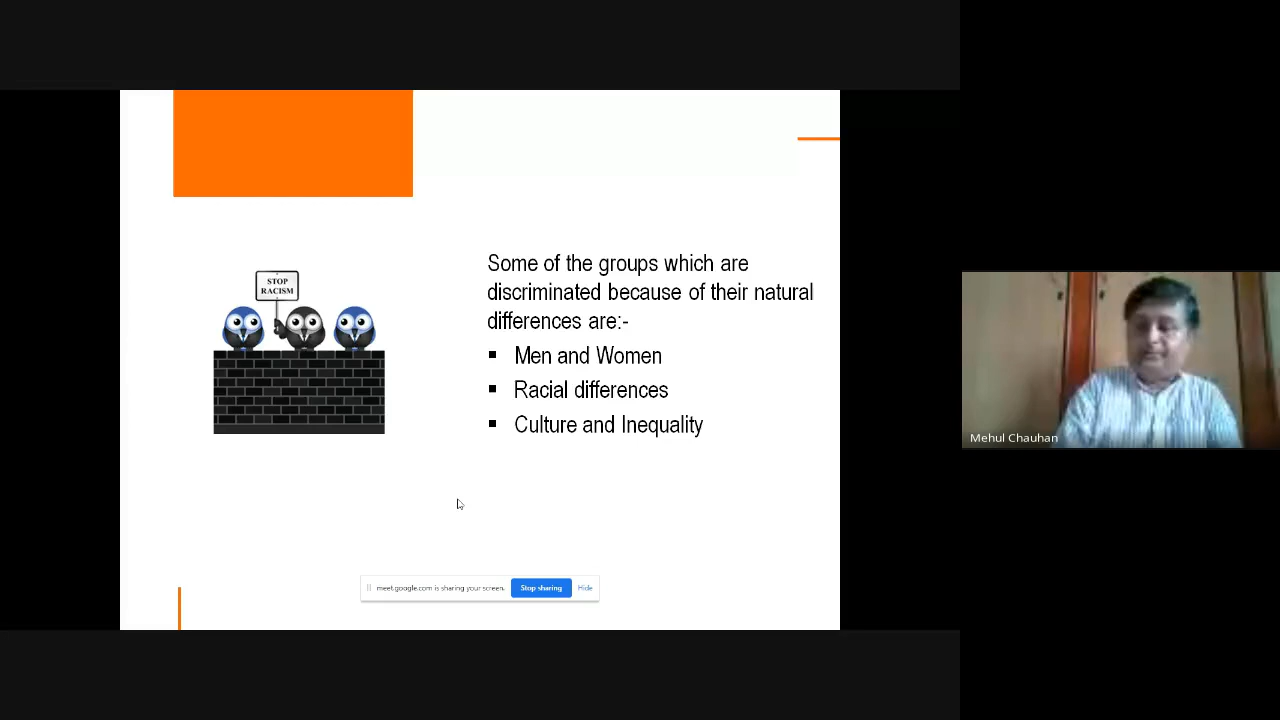 STOP
RACISM
Some of the groups which are
discriminated because of their natural
differences are:-
▪ Men and Women
▪ Racial differences
▪ Culture and Inequality
Mehul Chauhan
meet.google.com is sharing your screen. Stop sharing Hide